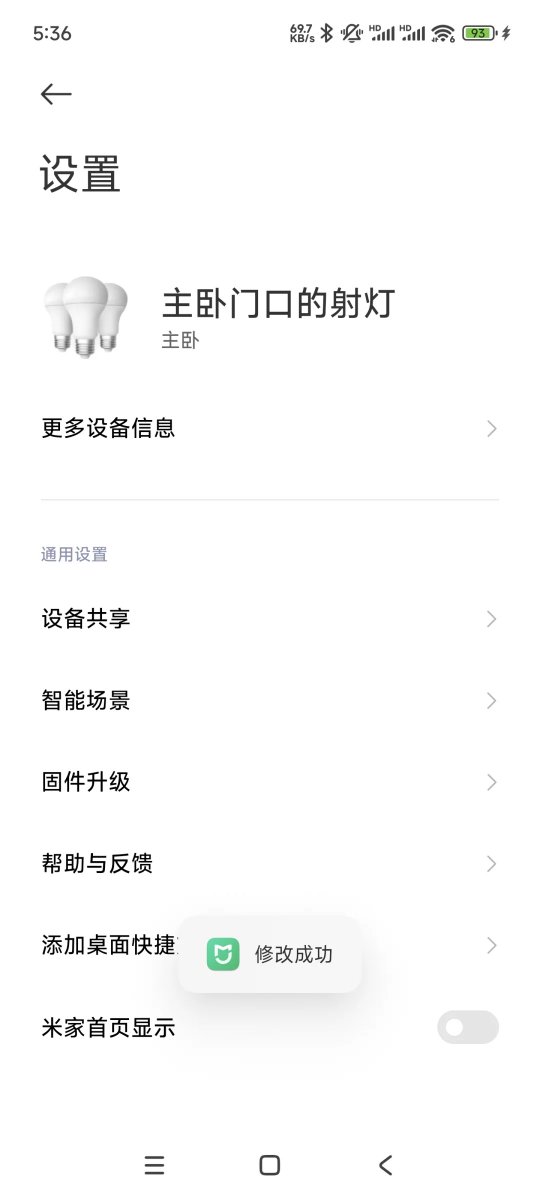 5:36
69.7
KB/s
HD
HD
6
93
设置
主卧门口的射灯
主卧
更多设备信息
通用设置
设备共享
智能场景
固件升级
帮助与反馈
添加桌面快捷
修改成功
米家首页显示